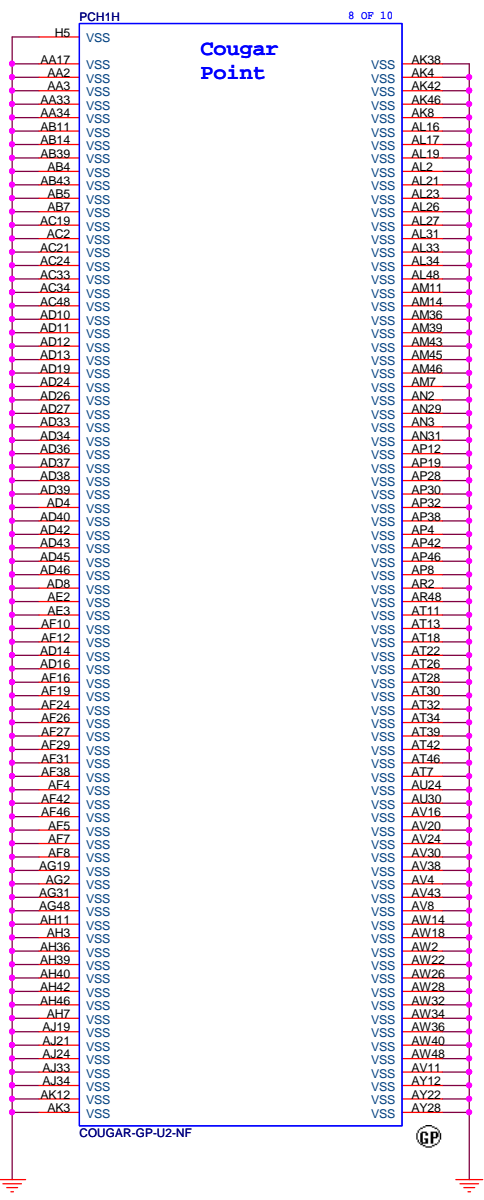 PCH1H 8 OF 10
H5 VSS
Cougar
Point
AA17 VSS VSS AK38
AA2 VSS VSS AK4
AA3 VSS VSS AK42
AA33 VSS VSS AK46
AA34 VSS VSS AK8
AB11 VSS VSS AL16
AB14 VSS VSS AL17
AB39 VSS VSS AL19
AB4 VSS VSS AL2
AB43 VSS VSS AL21
AB5 VSS VSS AL23
AB7 VSS VSS AL26
AC19 VSS VSS AL27
AC2 VSS VSS AL31
AC21 VSS VSS AL33
AC24 VSS VSS AL34
AC33 VSS VSS AL48
AC34 VSS VSS AM11
AC48 VSS VSS AM14
AD10 VSS VSS AM36
AD11 VSS VSS AM39
AD12 VSS VSS AM43
AD13 VSS VSS AM45
AD19 VSS VSS AM46
AD24 VSS VSS AM7
AD26 VSS VSS AN2
AD27 VSS VSS AN29
AD33 VSS VSS AN3
AD34 VSS VSS AN31
AD36 VSS VSS AP12
AD37 VSS VSS AP19
AD38 VSS VSS AP28
AD39 VSS VSS AP30
AD4 VSS VSS AP32
AD40 VSS VSS AP38
AD42 VSS VSS AP4
AD43 VSS VSS AP42
AD45 VSS VSS AP46
AD46 VSS VSS AP8
AD8 VSS VSS AR2
AE2 VSS VSS AR48
AE3 VSS VSS AT11
AF10 VSS VSS AT13
AF12 VSS VSS AT18
AD14 VSS VSS AT22
AD16 VSS VSS AT26
AF16 VSS VSS AT28
AF19 VSS VSS AT30
AF24 VSS VSS AT32
AF26 VSS VSS AT34
AF27 VSS VSS AT39
AF29 VSS VSS AT42
AF31 VSS VSS AT46
AF38 VSS VSS AT7
AF4 VSS VSS AU24
AF42 VSS VSS AU30
AF46 VSS VSS AV16
AF5 VSS VSS AV20
AF7 VSS VSS AV24
AF8 VSS VSS AV30
AG19 VSS VSS AV38
AG2 VSS VSS AV4
AG31 VSS VSS AV43
AG48 VSS VSS AV8
AH11 VSS VSS AW14
AH3 VSS VSS AW18
AH36 VSS VSS AW2
AH39 VSS VSS AW22
AH40 VSS VSS AW26
AH42 VSS VSS AW28
AH46 VSS VSS AW32
AH7 VSS VSS AW34
AJ19 VSS VSS AW36
AJ21 VSS VSS AW40
AJ24 VSS VSS AW48
AJ33 VSS VSS AV11
AJ34 VSS VSS AY12
AK12 VSS VSS AY22
AK3 VSS VSS AY28
COUGAR-GP-U2-NF GP